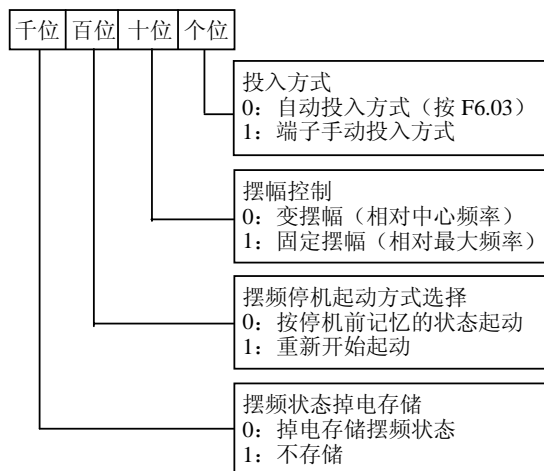 千位 百位 十位 个位
投入方式
0：自动投入方式（按 F6.03）
1：端子手动投入方式
摆幅控制
0：变摆幅（相对中心频率）
1：固定摆幅（相对最大频率）
摆频停机起动方式选择
0：按停机前记忆的状态起动
1：重新开始起动
摆频状态掉电存储
0：掉电存储摆频状态
1：不存储